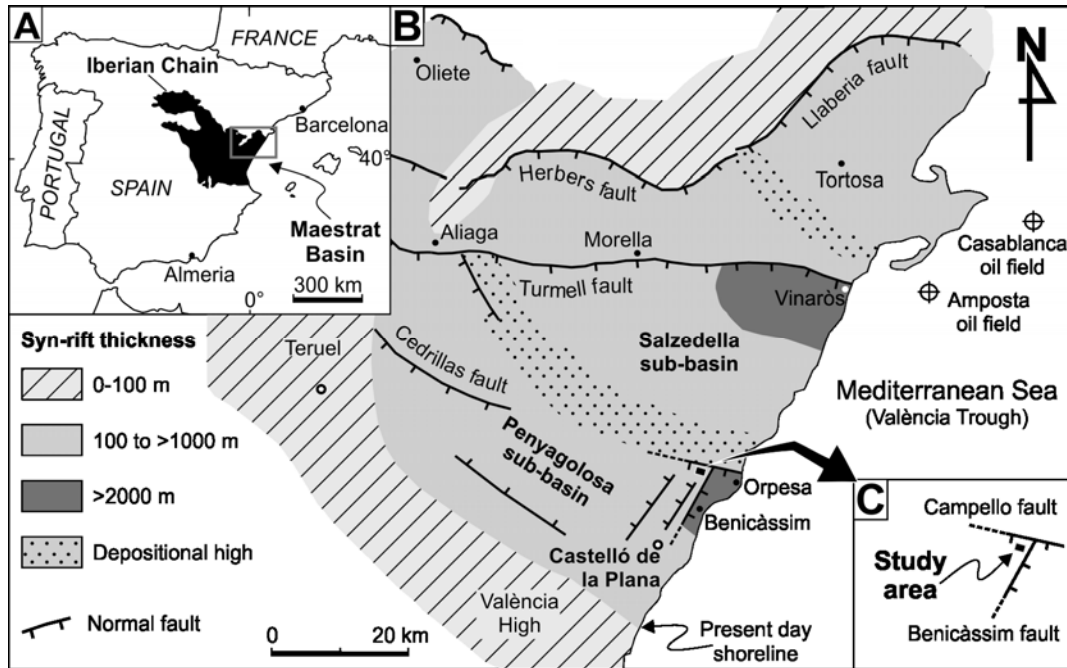 A
FRANCE
Iberian Chain
Barcelona
40°
PORTUGAL
SPAIN
Maestrat
Basin
Almeria
0°
300 km
B
N
Oliete
Llaberia fault
Herbers fault
Tortosa
Aliaga
Morella
Casablanca
oil field
Turmell fault
Vinaròs
Amposta
oil field
Syn-rift thickness
0-100 m
100 to >1000 m
>2000 m
Depositional high
Normal fault
Teruel
Cedrillas fault
Salzedella
sub-basin
Mediterranean Sea
(València Trough)
Penyagolosa
sub-basin
Orpesa
Benicàssim
Castelló de
la Plana
València
High
0
20 km
Present day
shoreline
C
Campello fault
Study
area
Benicàssim fault